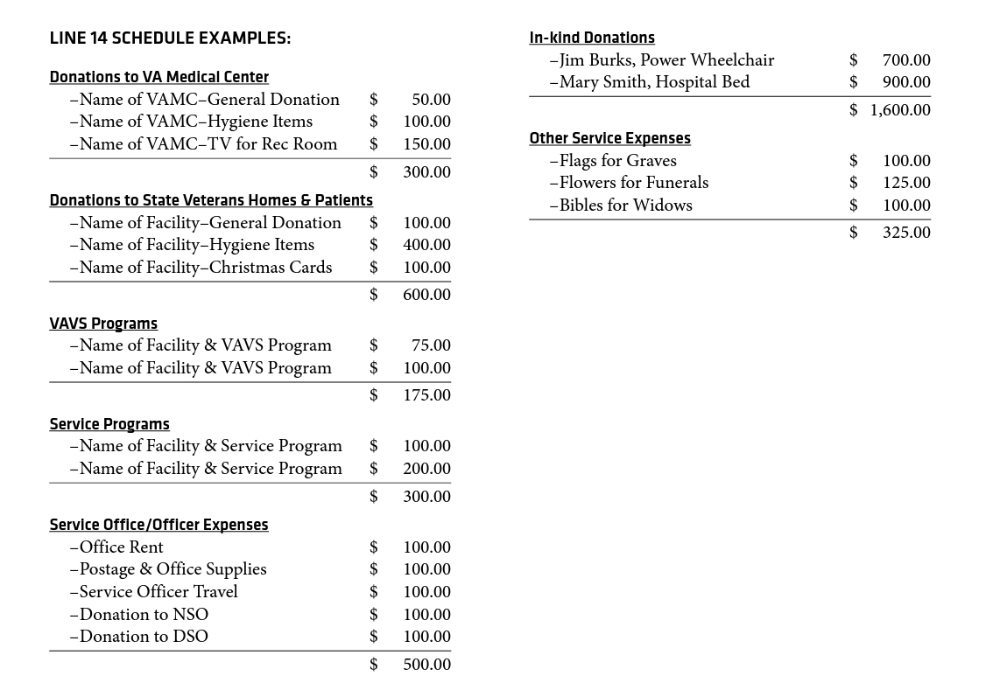 LINE 14 SCHEDULE EXAMPLES:
Donations to VA Medical Center
–Name of VAMC–General Donation $ 50.00
–Name of VAMC–Hygiene Items $ 100.00
–Name of VAMC–TV for Rec Room $ 150.00
$ 300.00
Donations to State Veterans Homes & Patients
–Name of Facility–General Donation $ 100.00
–Name of Facility–Hygiene Items $ 400.00
–Name of Facility–Christmas Cards $ 100.00
$ 600.00
VAVS Programs
–Name of Facility & VAVS Program $ 75.00
–Name of Facility & VAVS Program $ 100.00
$ 175.00
Service Programs
–Name of Facility & Service Program $ 100.00
–Name of Facility & Service Program $ 200.00
$ 300.00
Service Office/Officer Expenses
–Office Rent $ 100.00
–Postage & Office Supplies $ 100.00
–Service Officer Travel $ 100.00
–Donation to NSO $ 100.00
–Donation to DSO $ 100.00
$ 500.00
In-kind Donations
–Jim Burks, Power Wheelchair $ 700.00
–Mary Smith, Hospital Bed $ 900.00
$ 1,600.00
Other Service Expenses
–Flags for Graves $ 100.00
–Flowers for Funerals $ 125.00
–Bibles for Widows $ 100.00
$ 325.00